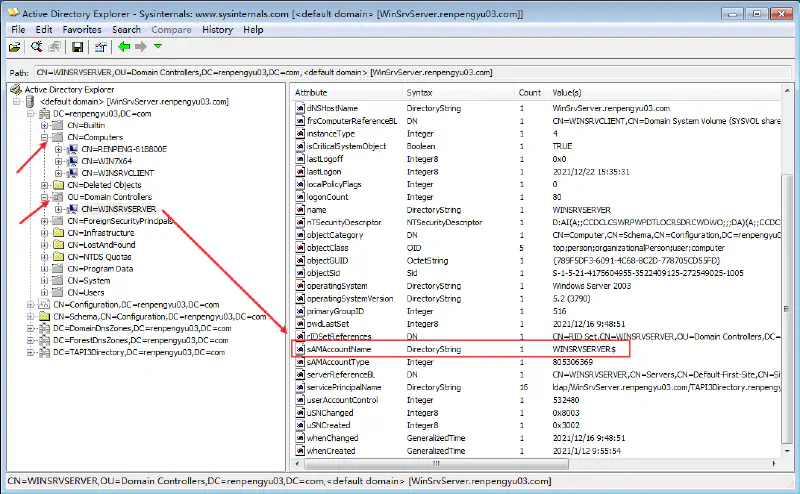 Active Directory Explorer - Sysinternals: www.sysinternals.com [<default domain> [WinSrvServer.renpengyu03.com]]
File Edit Favorites Search Compare History Help
Path: CN=WINSRVSERVER,OU=Domain Controllers,DC=renpengyu03,DC=com,<default domain> [WinSrvServer.renpengyu03.com]
Active Directory Explorer
<default domain> [WinSrvServer.renpengyu03.com]
DC=renpengyu03,DC=com
CN=Builtin
CN=Computers
CN=RENPENG-61B800E
CN=WIN7X64
CN=WINSRVCLIENT
CN=Deleted Objects
OU=Domain Controllers
CN=WINSRVSERVER
CN=ForeignSecurityPrincipals
CN=Infrastructure
CN=LostAndFound
CN=NTDS Quotas
CN=Program Data
CN=System
CN=Users
CN=Configuration,DC=renpengyu03,DC=com
CN=Schema,CN=Configuration,DC=renpengyu03,DC=com
DC=DomainDnsZones,DC=renpengyu03,DC=com
DC=ForestDnsZones,DC=renpengyu03,DC=com
DC=TAPI3Directory,DC=renpengyu03,DC=com
Attribute Syntax Count Value(s)
dNSHostName DirectoryString 1 WinSrvServer.renpengyu03.com
frsComputerReferenceBL DN 1 CN=WINSRVCLIENT,CN=Domain System Volume (SYSVOL share
instanceType Integer 1 4
isCriticalSystemObject Boolean 1 TRUE
lastLogoff Integer8 1 0x0
lastLogon Integer8 1 2021/12/22 15:35:31
localPolicyFlags Integer 1 0
logonCount Integer 1 80
name DirectoryString 1 WINSRVSERVER
nTSecurityDescriptor NTSecurityDescriptor 1 D:AI(A;;CCDCLCSWRPWPDTLOCRSDRCWDWO;;;DA)(A;
objectCategory DN 1 CN=Computer,CN=Schema,CN=Configuration,DC=renpengyu
objectClass OID 5 top;person;organizationalPerson;user;computer
objectGUID OctetString 1 {789F5DF3-6091-4C68-8C2D-778705CD55FD}
objectSid Sid 1 S-1-5-21-4175604955-3522409125-2721249025-1005
operatingSystem DirectoryString 1 Windows Server 2003
operatingSystemVersion DirectoryString 1 5.2 (3790)
primaryGroupID Integer 1 516
pwdLastSet Integer8 1 2021/12/16 9:48:51
rIDSetReferences DN 1 CN=RID Set,CN=WINSRVSERVER,OU=Domain Controllers,DC
sAMAccountName DirectoryString 1 WINSRVSERVER$
sAMAccountType Integer 1 805306369
serverReferenceBL DN 1 CN=WINSRVSERVER,CN=Servers,CN=Default-First-Site,CN=Si
servicePrincipalName DirectoryString 16 ldap/WinSrvServer.renpengyu03.com/TAPI3Directory.renpen
userAccountControl Integer 1 532480
uSNChanged Integer8 1 0x8003
uSNCreated Integer8 1 0x3002
whenChanged GeneralizedTime 1 2021/12/16 9:48:51
whenCreated GeneralizedTime 1 2021/1/12 9:55:54
CN=WINSRVSERVER,OU=Domain Controllers,DC=renpengyu03,DC=com,<default domain> [WinSrvServer.renpengyu03.com]